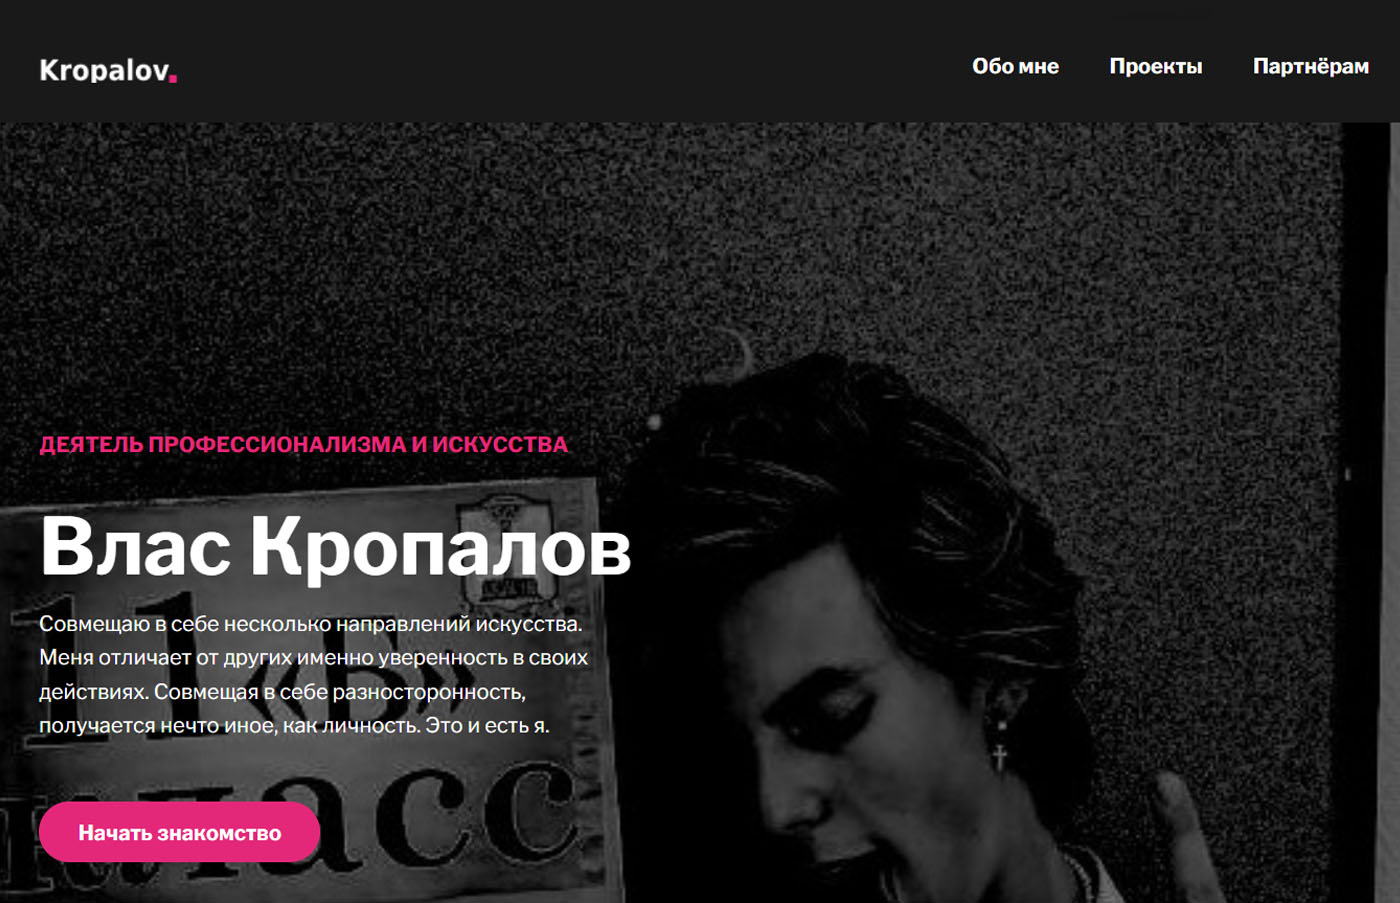 Kropalov.
Обо мне
Проекты
Партнёрам
ДЕЯТЕЛЬ ПРОФЕССИОНАЛИЗМА И ИСКУССТВА
Влас Кропалов
Совмещаю в себе несколько направлений искусства.
Меня отличает от других именно уверенность в своих
действиях. Совмещая в себе разносторонность,
получается нечто иное, как личность. Это и есть я.
11 «Б»
класс
Начать знакомство